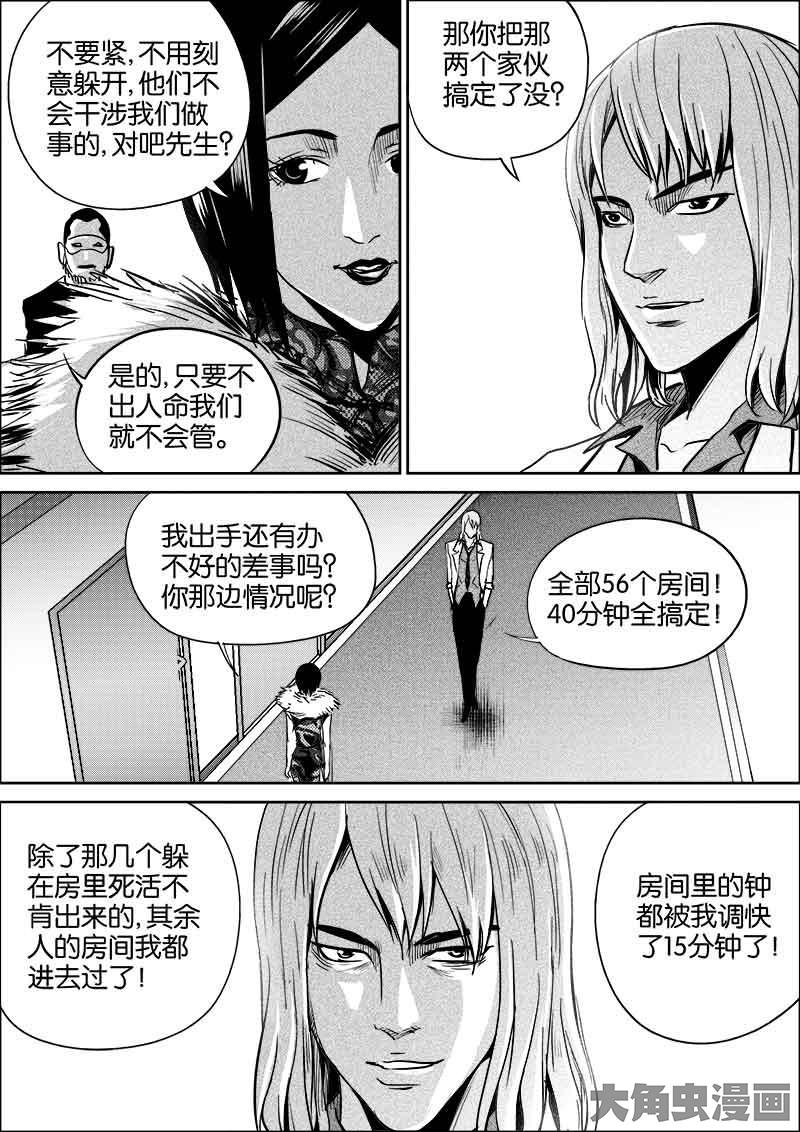 不要紧,不用刻
意躲开,他们不
会干涉我们做
事的,对吧先生?
是的,只要不
出人命我们
就不会管。
那你把那
两个家伙
搞定了没?
我出手还有办
不好的差事吗?
你那边情况呢?
全部56个房间!
40分钟全搞定!
除了那几个躲
在房里死活不
肯出来的,其余
人的房间我都
进去过了!
房间里的钟
都被我调快
了15分钟了!
大角虫漫画